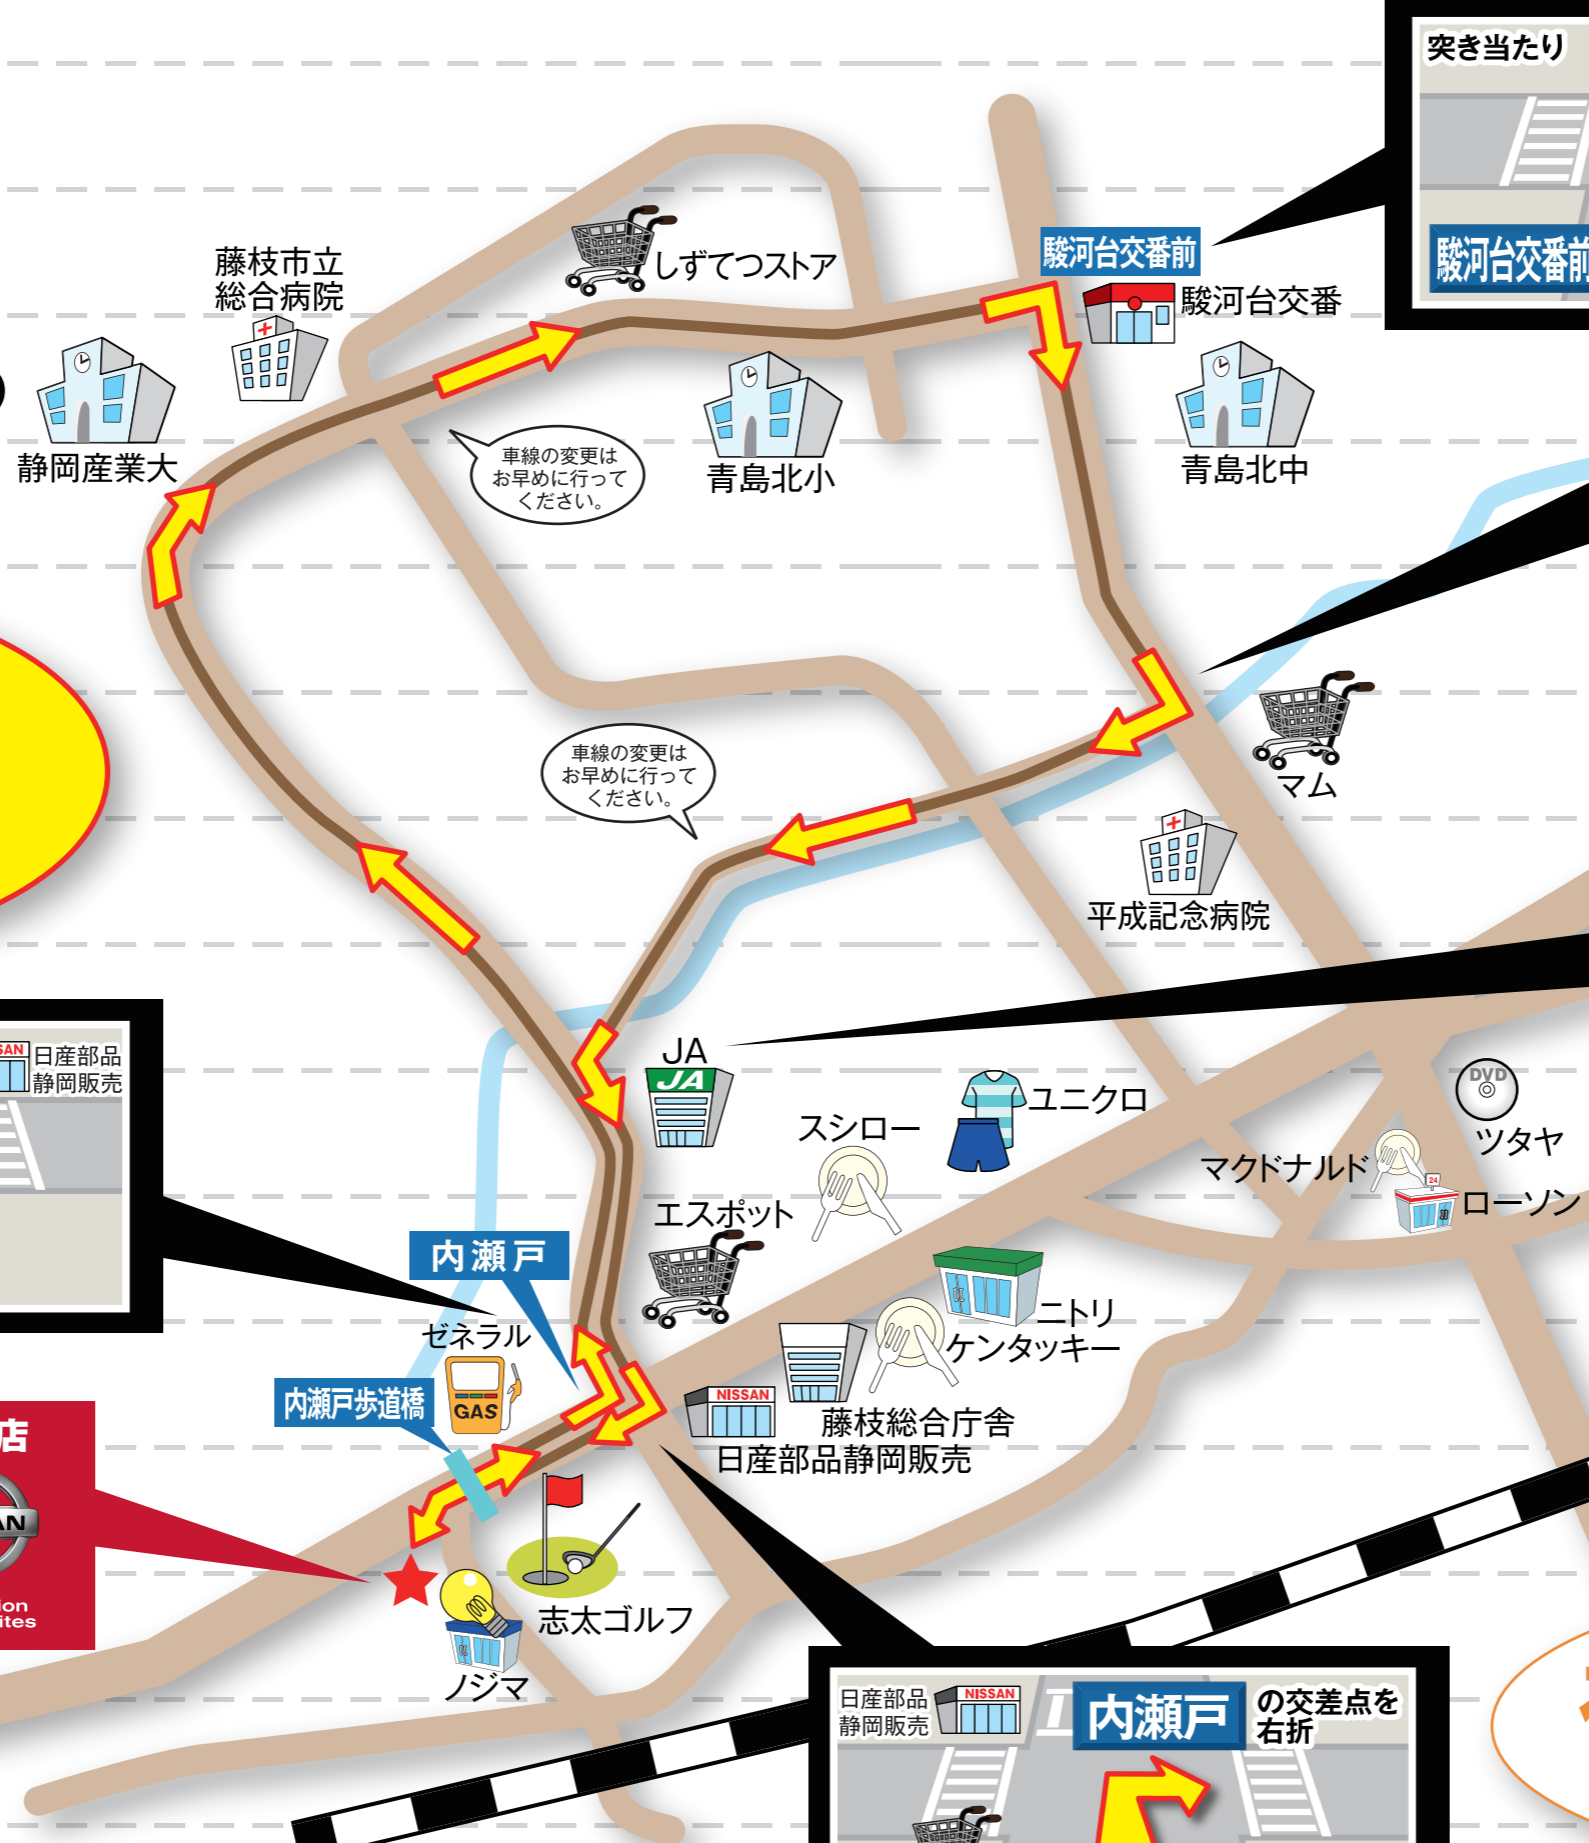 突き当たり
駿河台交番前
藤枝市立
総合病院
しずてつストア
駿河台交番前
駿河台交番
静岡産業大
車線の変更は
お早めに行って
ください。
青島北小
青島北中
車線の変更は
お早めに行って
ください。
マム
平成記念病院
日産部品
静岡販売
JA
JA
ユニクロ
スシロー
DVD
ツタヤ
マクドナルド
24
ローソン
エスポット
内瀬戸
ゼネラル
GAS
内瀬戸歩道橋
ニトリ
ケンタッキー
NISSAN
藤枝総合庁舎
日産部品静岡販売
店
志太ゴルフ
ノジマ
日産部品
静岡販売
NISSAN
内瀬戸
の交差点を
右折